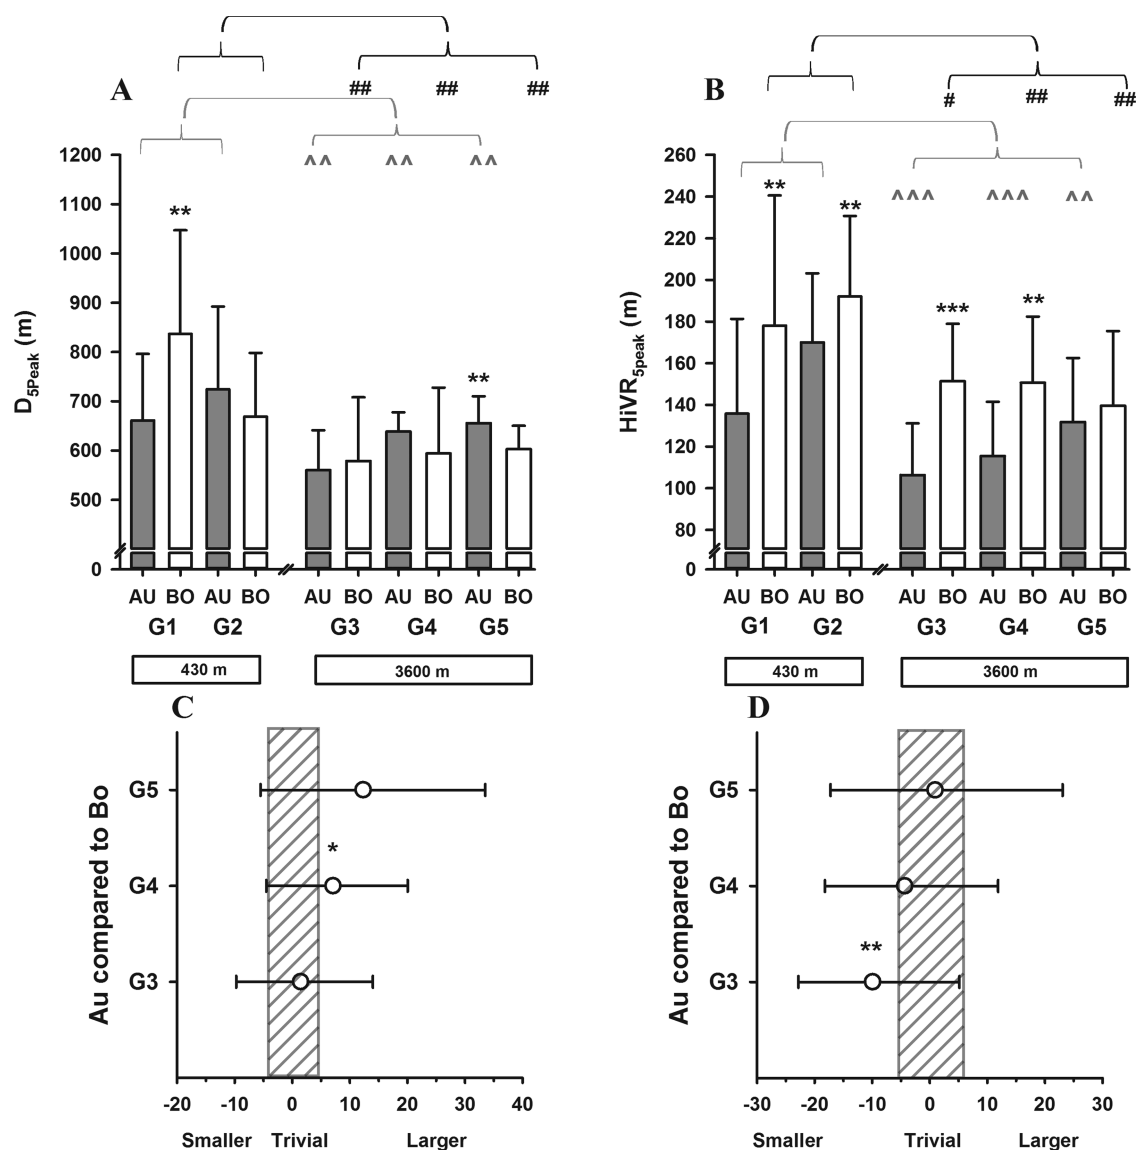 A
## ## ##
^^ ^^ ^^
D5Peak (m)
1200
1100
1000
900
800
700
600
500
0
**
**
AU BO AU BO AU BO AU BO AU BO
G1 G2 G3 G4 G5
430 m 3600 m
B
# ## ##
^^^ ^^^ ^^
HiVR5peak (m)
260
240
220
200
180
160
140
120
100
80
60
0
** **
*** **
AU BO AU BO AU BO AU BO AU BO
G1 G2 G3 G4 G5
430 m 3600 m
C
Au compared to Bo
G5
G4
G3
*
-20 -10 0 10 20 30 40
Smaller Trivial Larger
D
Au compared to Bo
G5
G4
G3
**
-30 -20 -10 0 10 20 30
Smaller Trivial Larger